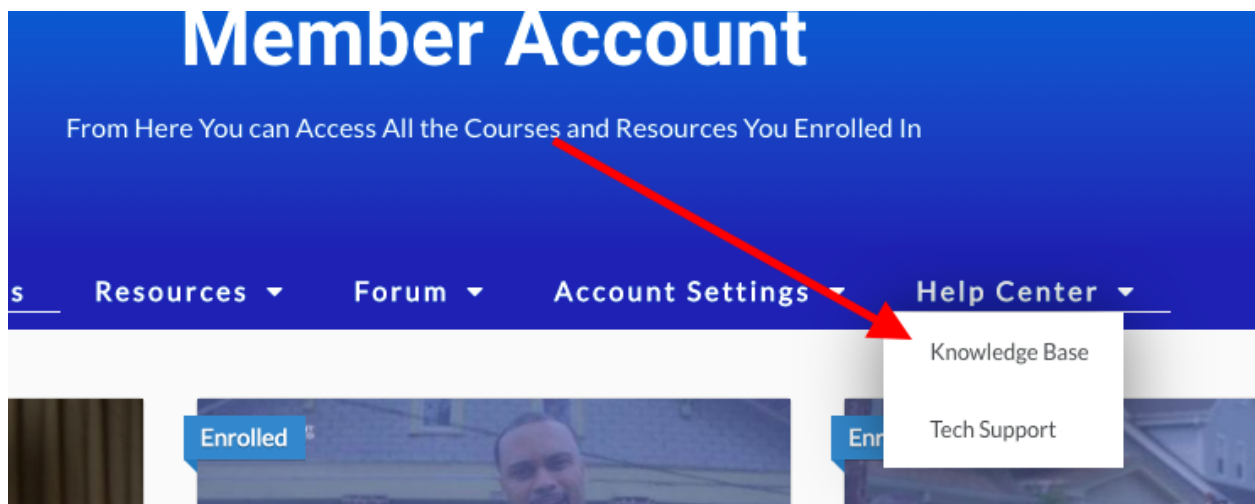 Member Account
From Here You can Access All the Courses and Resources You Enrolled In
s Resources Forum Account Settings Help Center
Knowledge Base
Tech Support
Enrolled